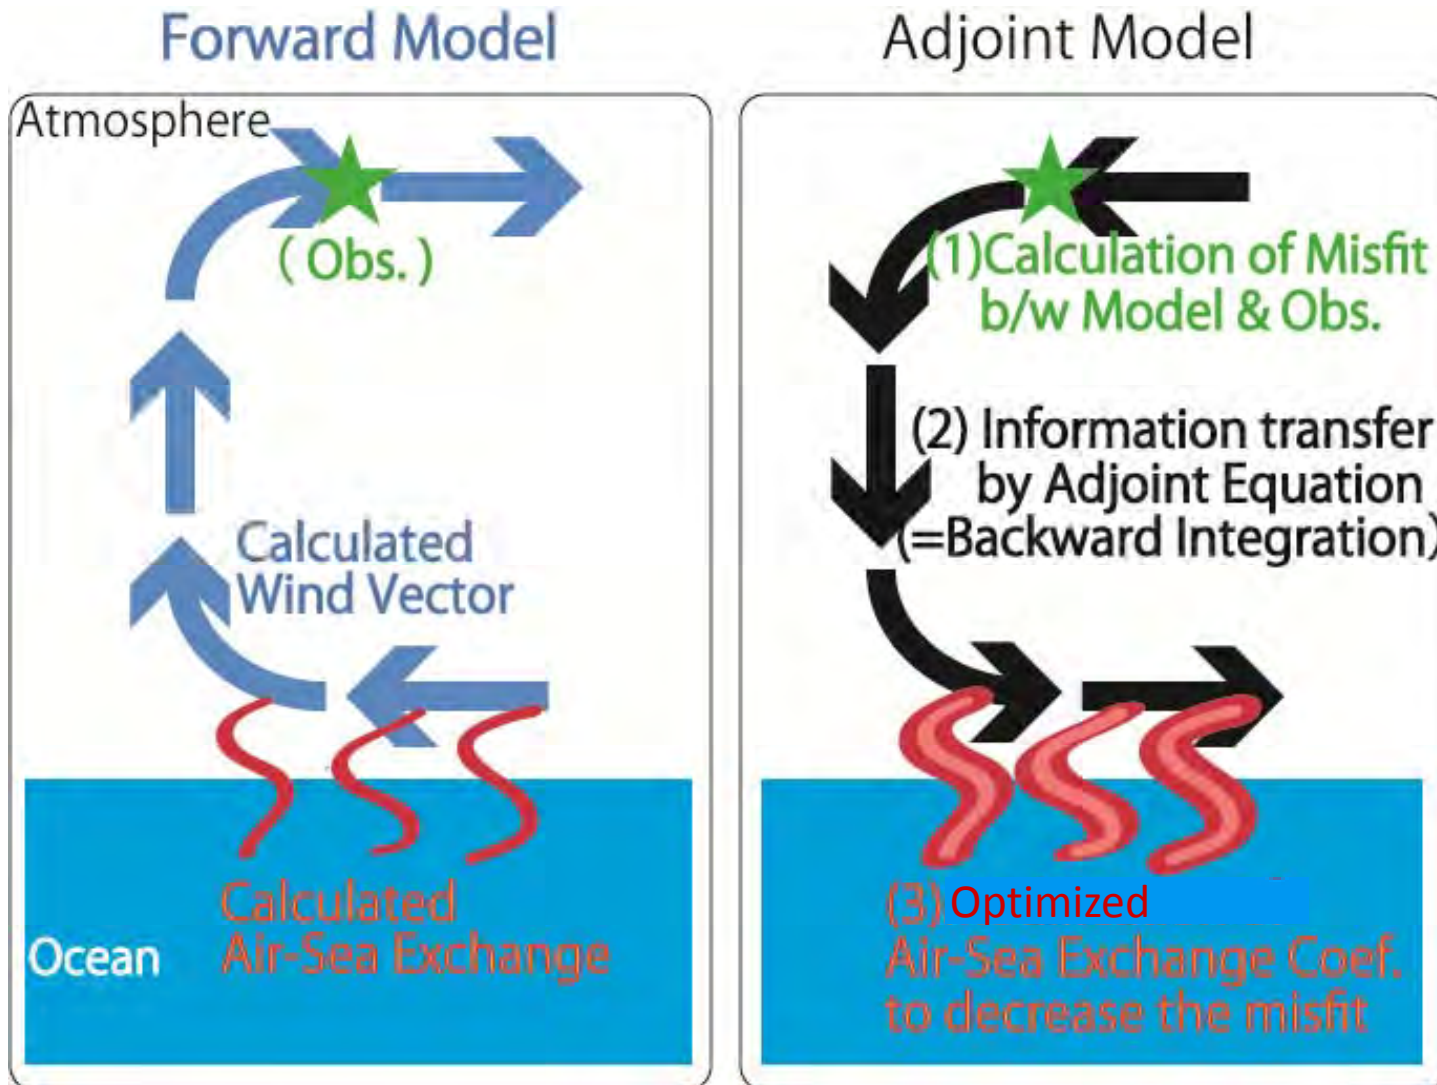 Forward Model
Atmosphere
( Obs. )
Calculated
Wind Vector
Calculated
Air-Sea Exchange
Ocean
Adjoint Model
(1)Calculation of Misfit
b/w Model & Obs.
(2) Information transfer
by Adjoint Equation
(=Backward Integration)
(3) Optimized
Air-Sea Exchange Coef.
to decrease the misfit